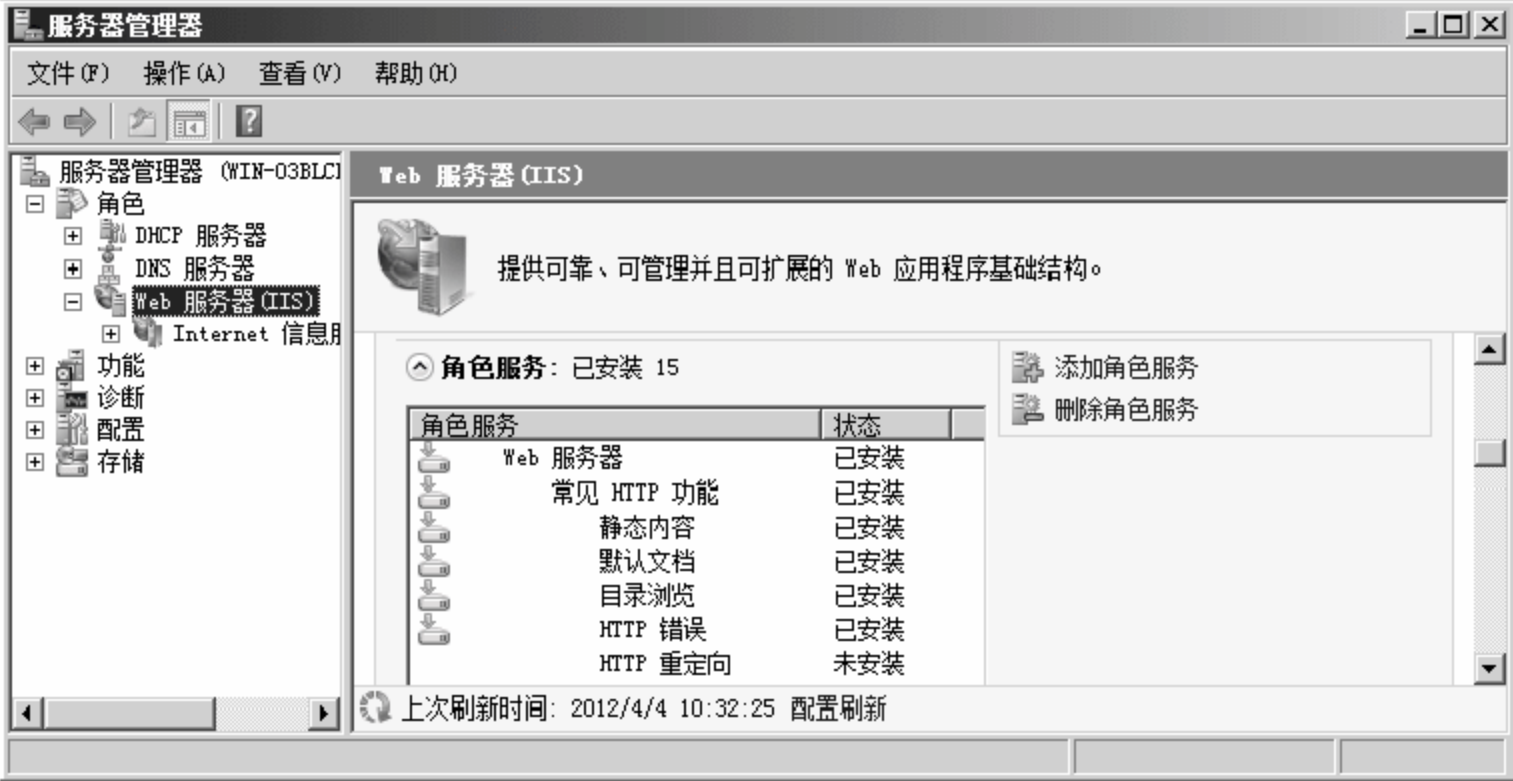 服务器管理器
文件(F) 操作(A) 查看(V) 帮助(H)
服务器管理器 (WIN-03BLCI
角色
DHCP 服务器
DNS 服务器
Web 服务器(IIS)
Internet 信息服
功能
诊断
配置
存储
Web 服务器(IIS)
提供可靠、可管理并且可扩展的 Web 应用程序基础结构。
角色服务: 已安装 15
角色服务 状态
Web 服务器 已安装
常见 HTTP 功能 已安装
静态内容 已安装
默认文档 已安装
目录浏览 已安装
HTTP 错误 已安装
HTTP 重定向 未安装
添加角色服务
删除角色服务
上次刷新时间: 2012/4/4 10:32:25 配置刷新